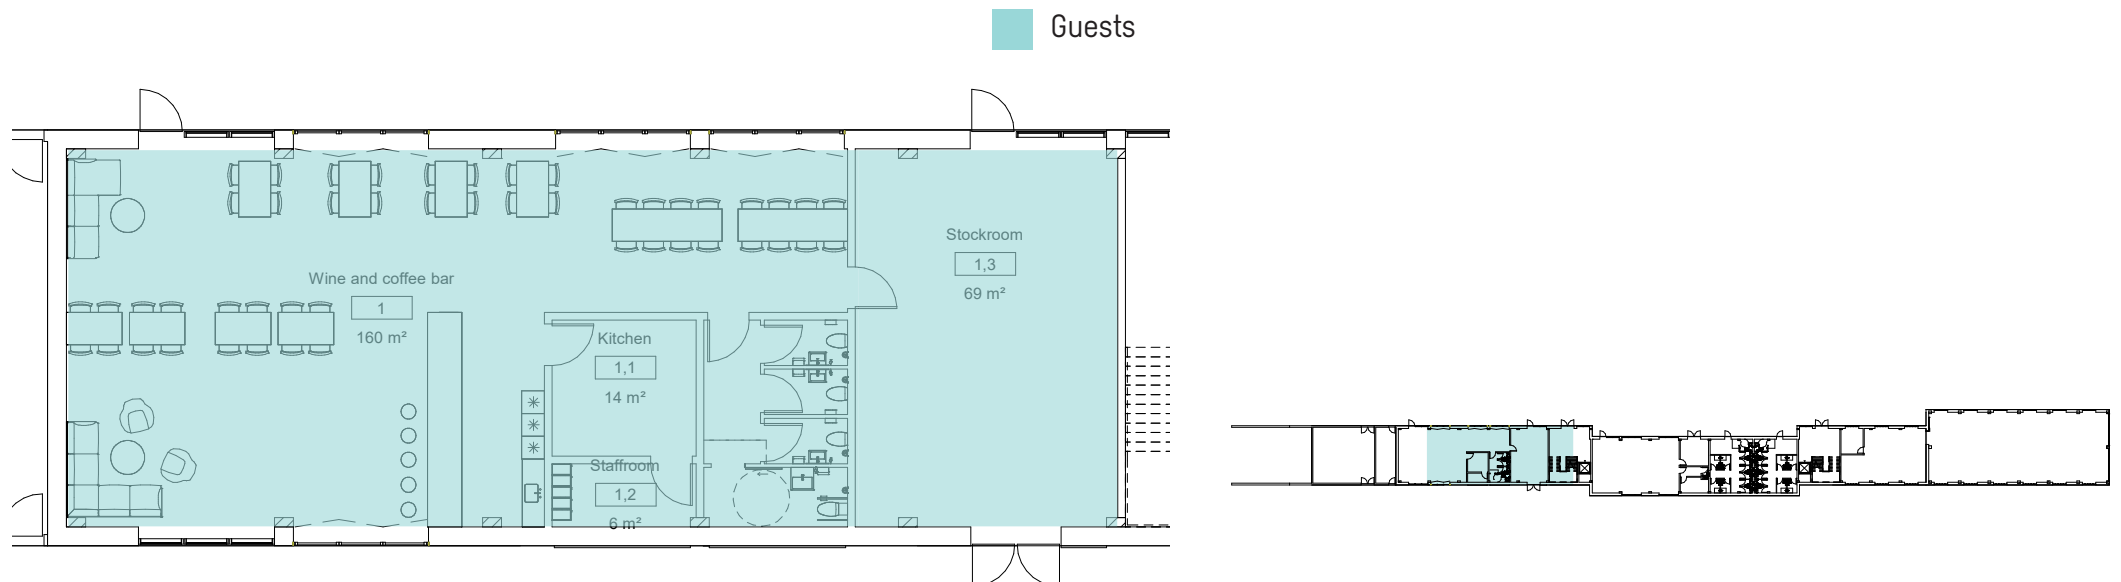 Guests
Stockroom
1,3
69 m²
Wine and coffee bar
1
160 m²
Kitchen
1,1
14 m²
Staffroom
1,2
6 m²